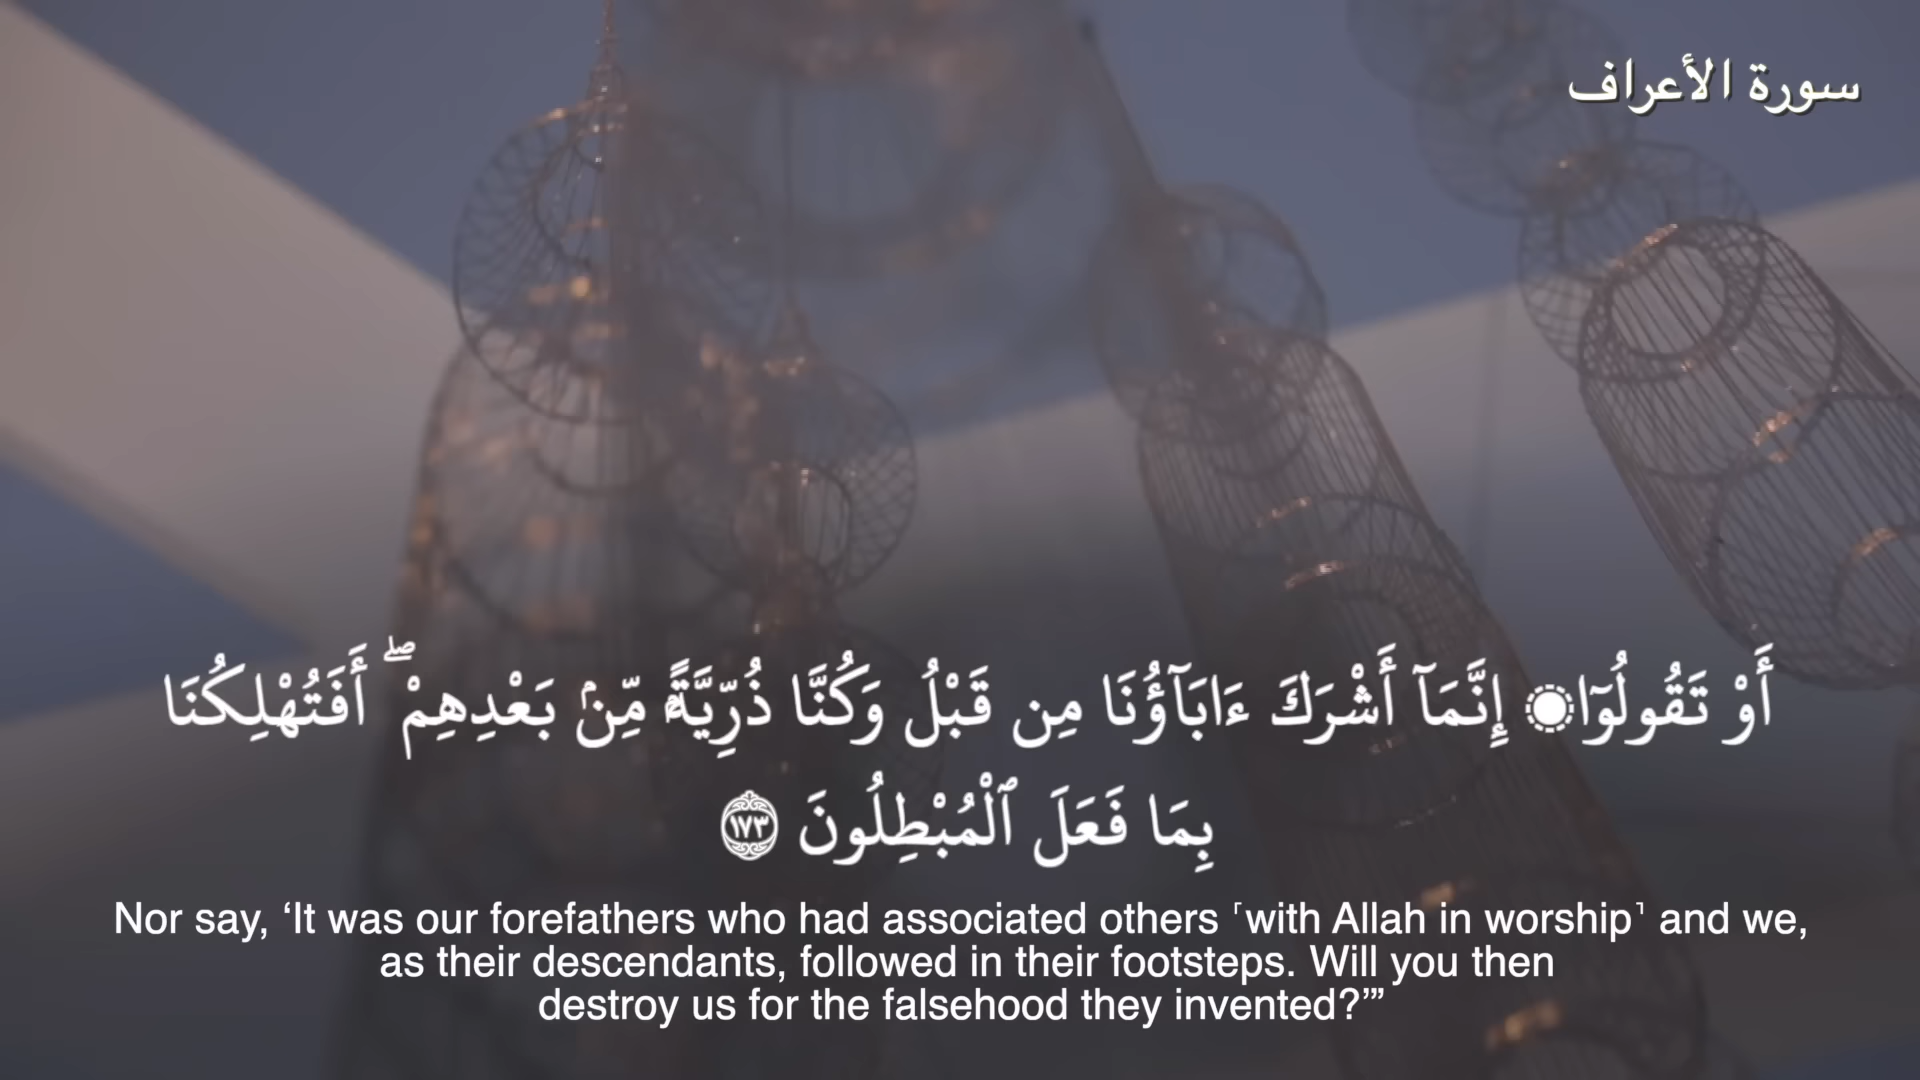 سورة الأعراف
أَوْ تَقُولُوٓا۟ إِنَّمَآ أَشْرَكَ ءَابَآؤُنَا مِن قَبْلُ وَكُنَّا ذُرِّيَّةً مِّنۢ بَعْدِهِمْ ۖ أَفَتُهْلِكُنَا
بِمَا فَعَلَ ٱلْمُبْطِلُونَ ١٧٣
Nor say, ‘It was our forefathers who had associated others ˹with Allah in worship˺ and we,
as their descendants, followed in their footsteps. Will you then
destroy us for the falsehood they invented?’”